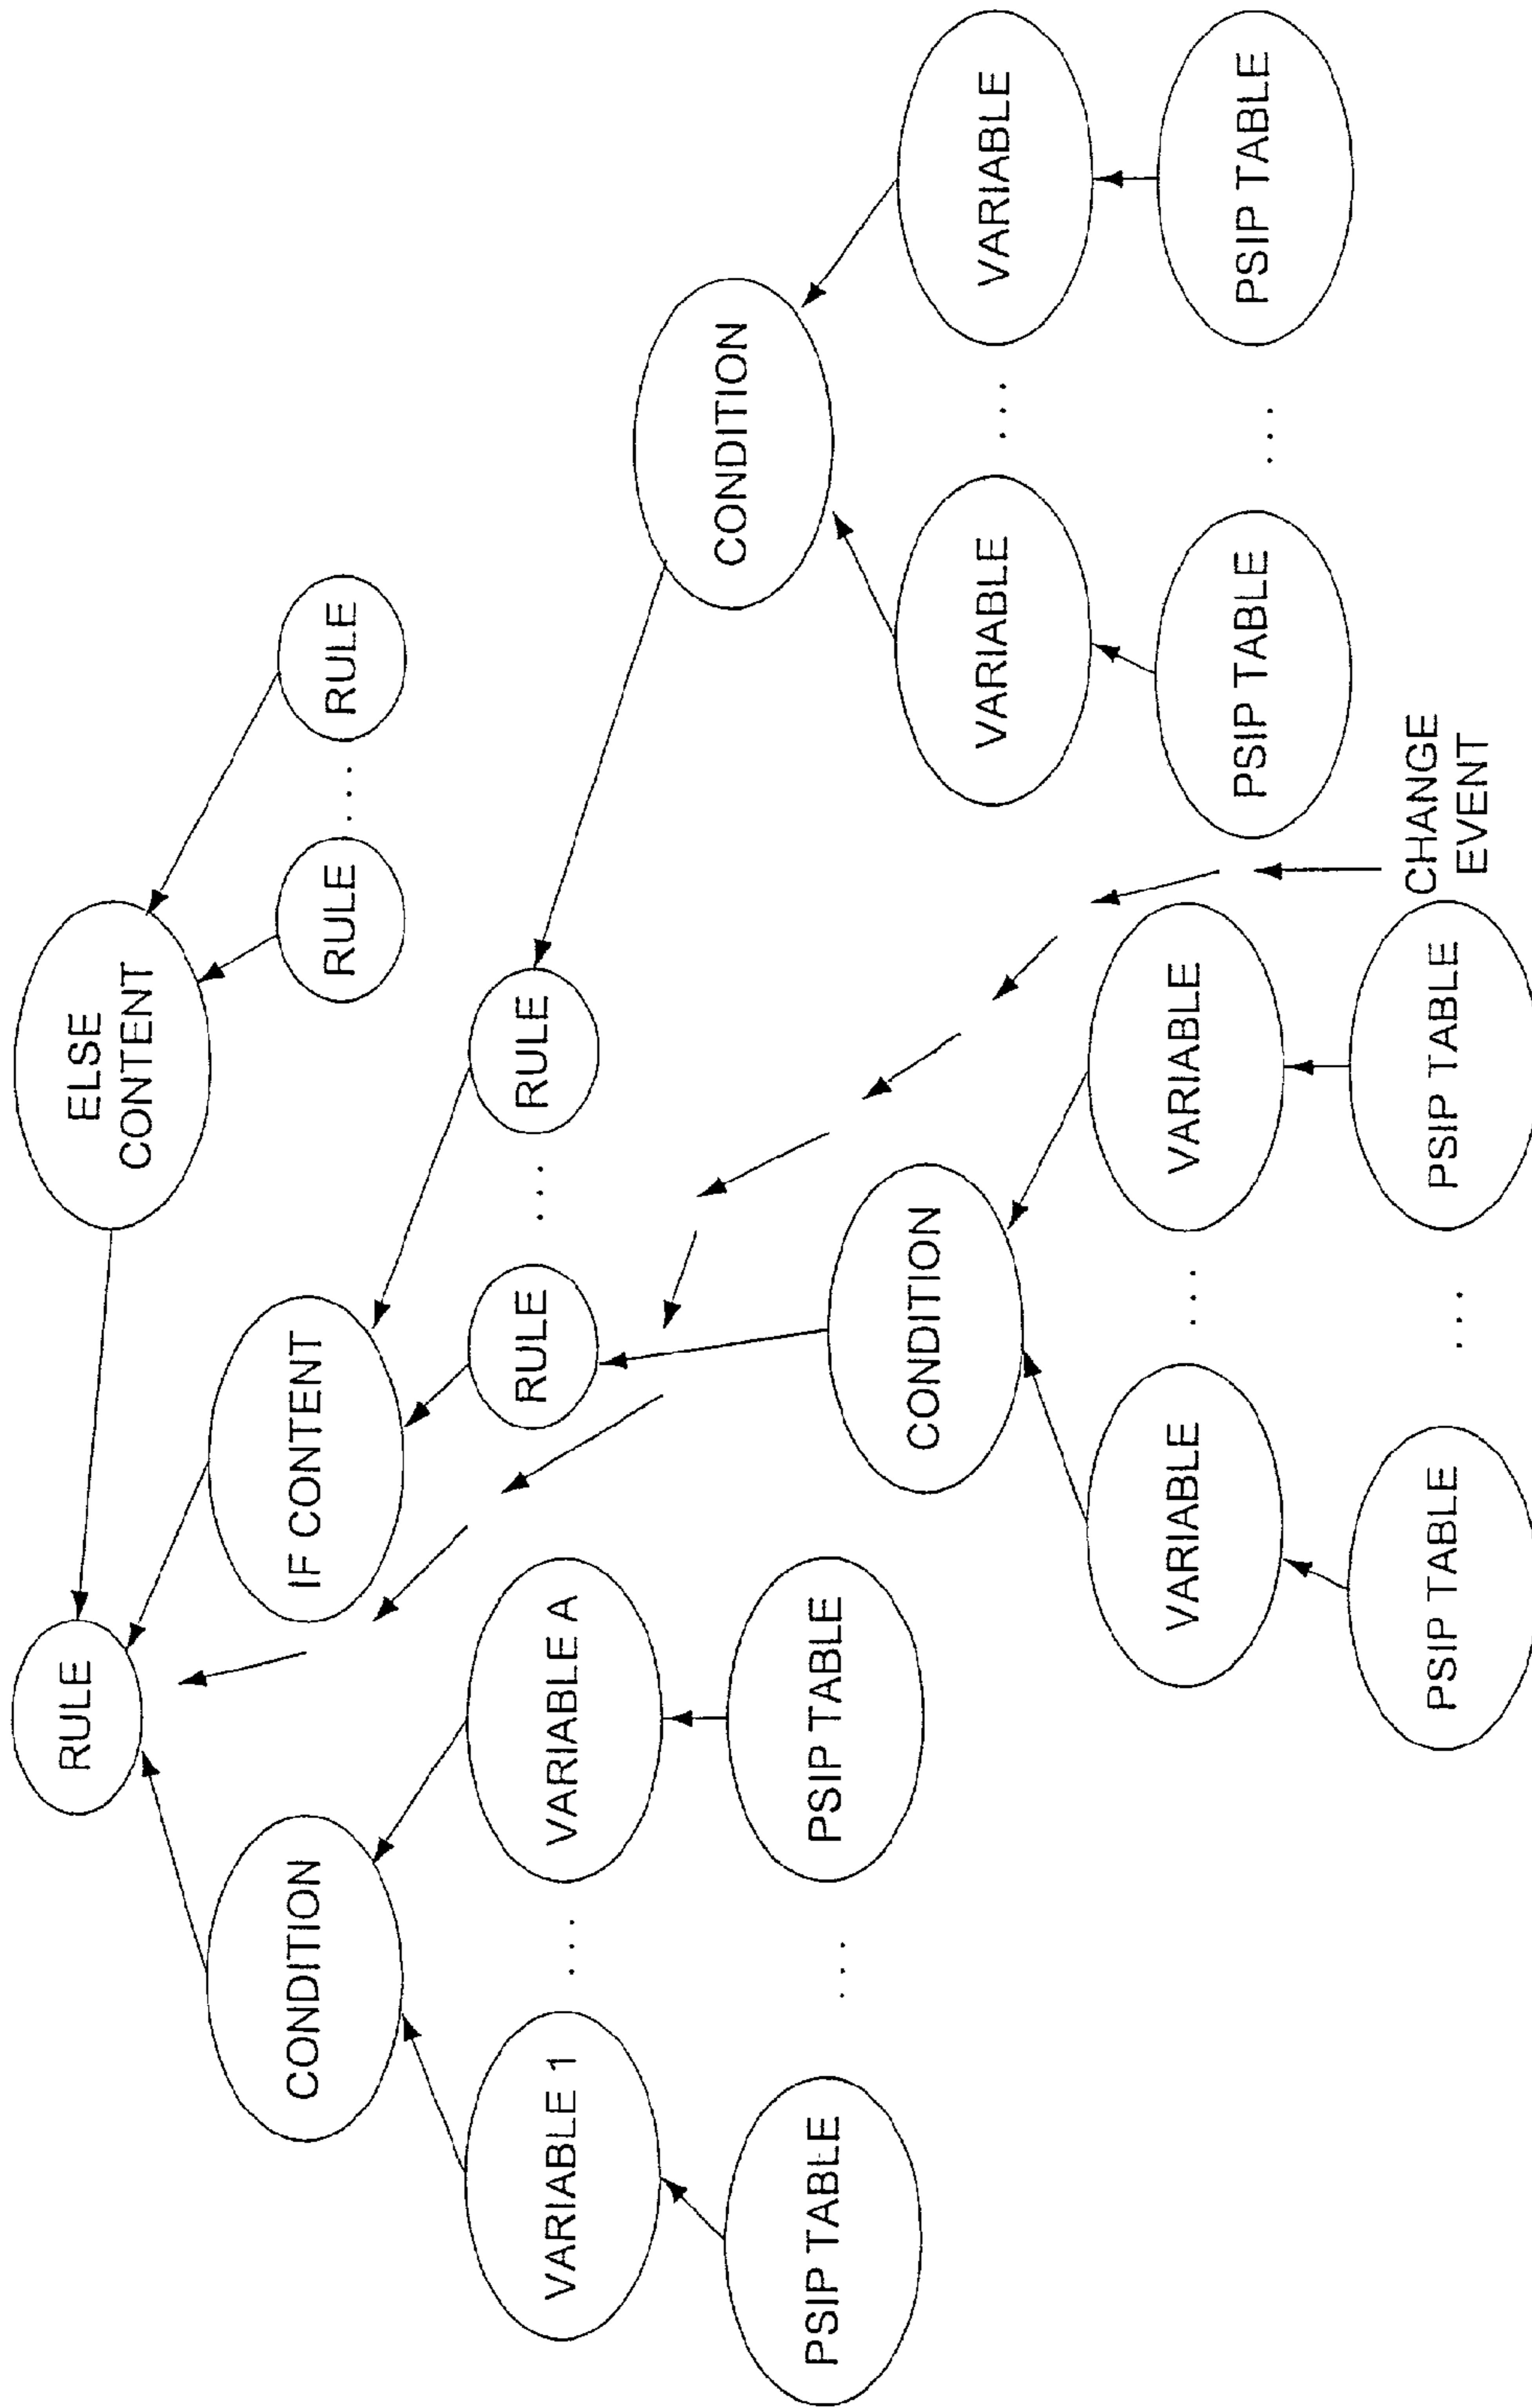 RULE
ELSE
CONTENT
CONDITION
IF CONTENT
RULE
....
RULE
VARIABLE 1
...
VARIABLE A
RULE
...
RULE
PSIP TABLE
...
PSIP TABLE
CONDITION
CONDITION
VARIABLE
...
VARIABLE
VARIABLE
...
VARIABLE
PSIP TABLE
...
PSIP TABLE
PSIP TABLE
...
PSIP TABLE
CHANGE
EVENT